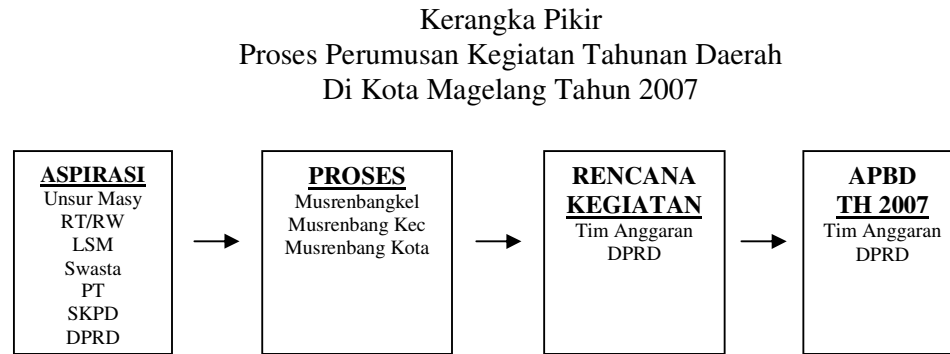 Kerangka Pikir
Proses Perumusan Kegiatan Tahunan Daerah
Di Kota Magelang Tahun 2007
ASPIRASI
Unsur Masy
RT/RW
LSM
Swasta
PT
SKPD
DPRD
PROSES
Musrenbangkel
Musrenbang Kec
Musrenbang Kota
RENCANA
KEGIATAN
Tim Anggaran
DPRD
APBD
TH 2007
Tim Anggaran
DPRD